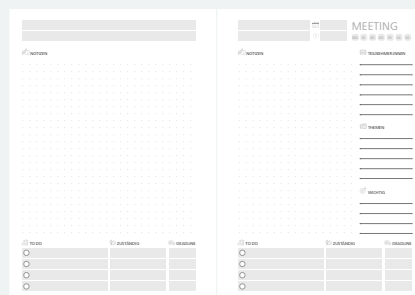 NOTIZEN
TO DO ZUSTÄNDIG DEADLINE
MEETING
NOTIZEN
TEILNEHMER:INNEN
THEMEN
WICHTIG
TO DO ZUSTÄNDIG DEADLINE